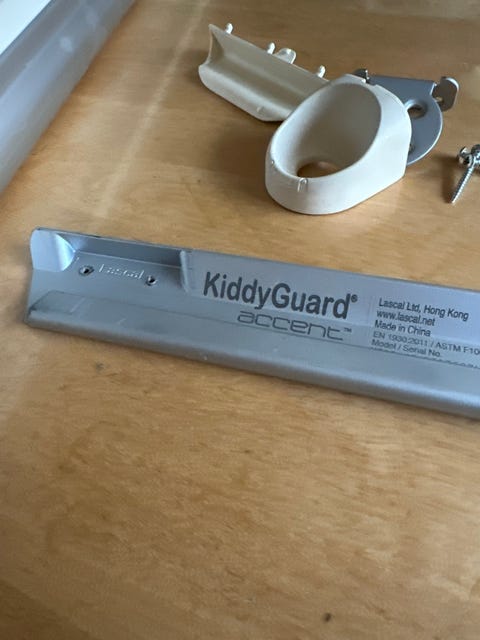 Lascal
KiddyGuard®
accent™
Lascal Ltd, Hong Kong
www.lascal.net
Made in China
EN 1930:2011 / ASTM F10
Model / Serial No.